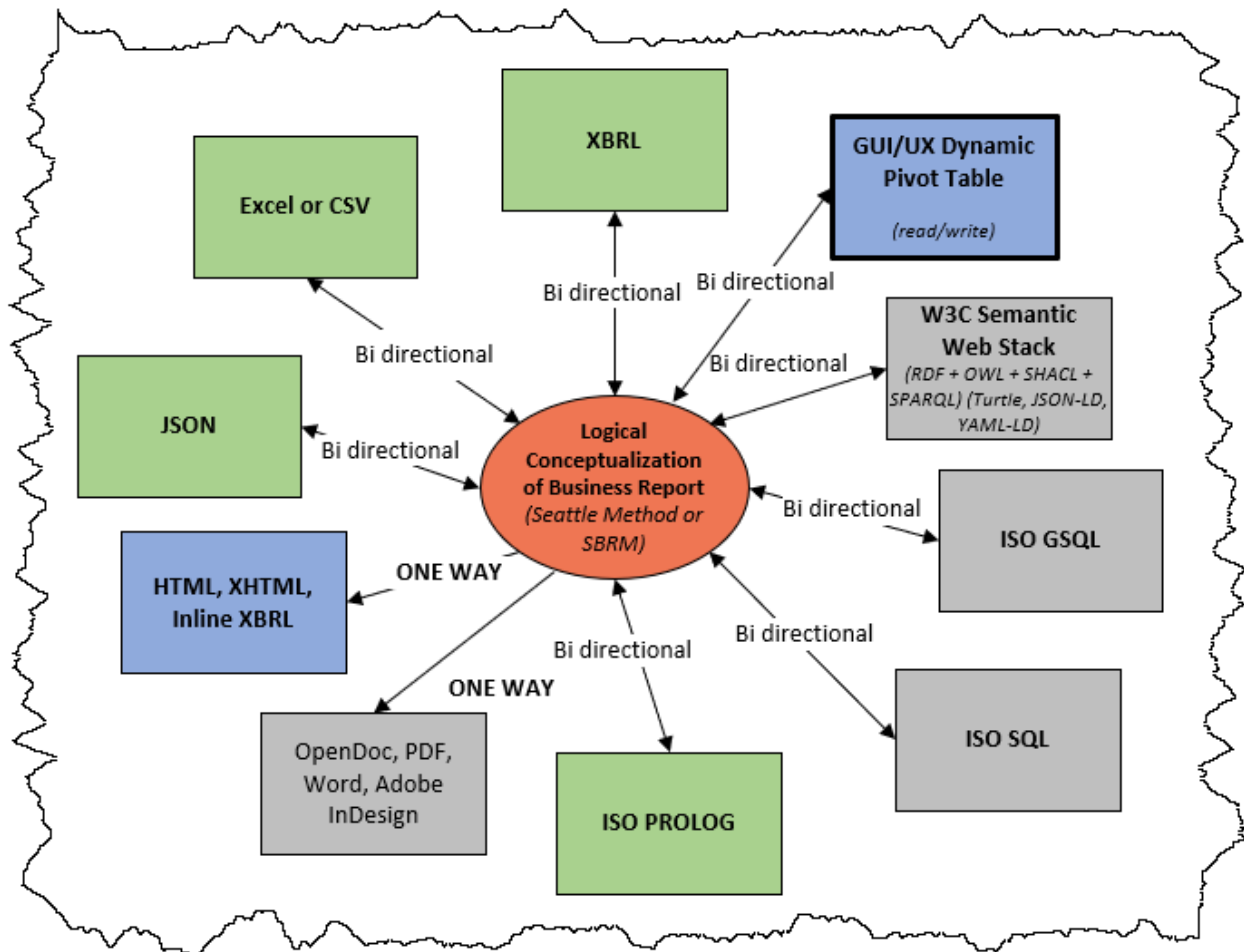 XBRL
GUI/UX Dynamic
Pivot Table
(read/write)
Excel or CSV
Bi directional
Bi directional
Bi directional
W3C Semantic
Web Stack
(RDF + OWL + SHACL +
SPARQL) (Turtle, JSON-LD,
YAML-LD)
Bi directional
JSON
Bi directional
Logical
Conceptualization
of Business Report
(Seattle Method or
SBRM)
Bi directional
ISO GSQL
HTML, XHTML,
Inline XBRL
ONE WAY
Bi directional
Bi directional
ONE WAY
ISO SQL
OpenDoc, PDF,
Word, Adobe
InDesign
ISO PROLOG